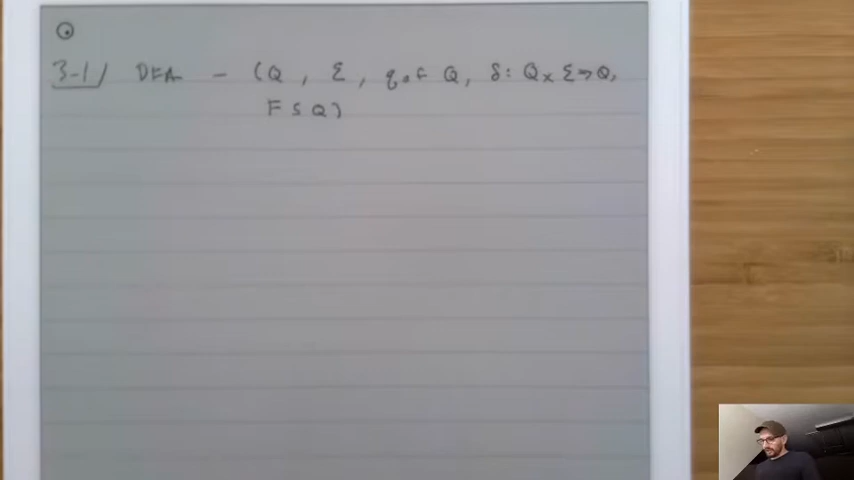 3-1/ DFA - (Q, Σ, q₀ ∈ Q, δ: Q × Σ → Q,
F ⊆ Q)